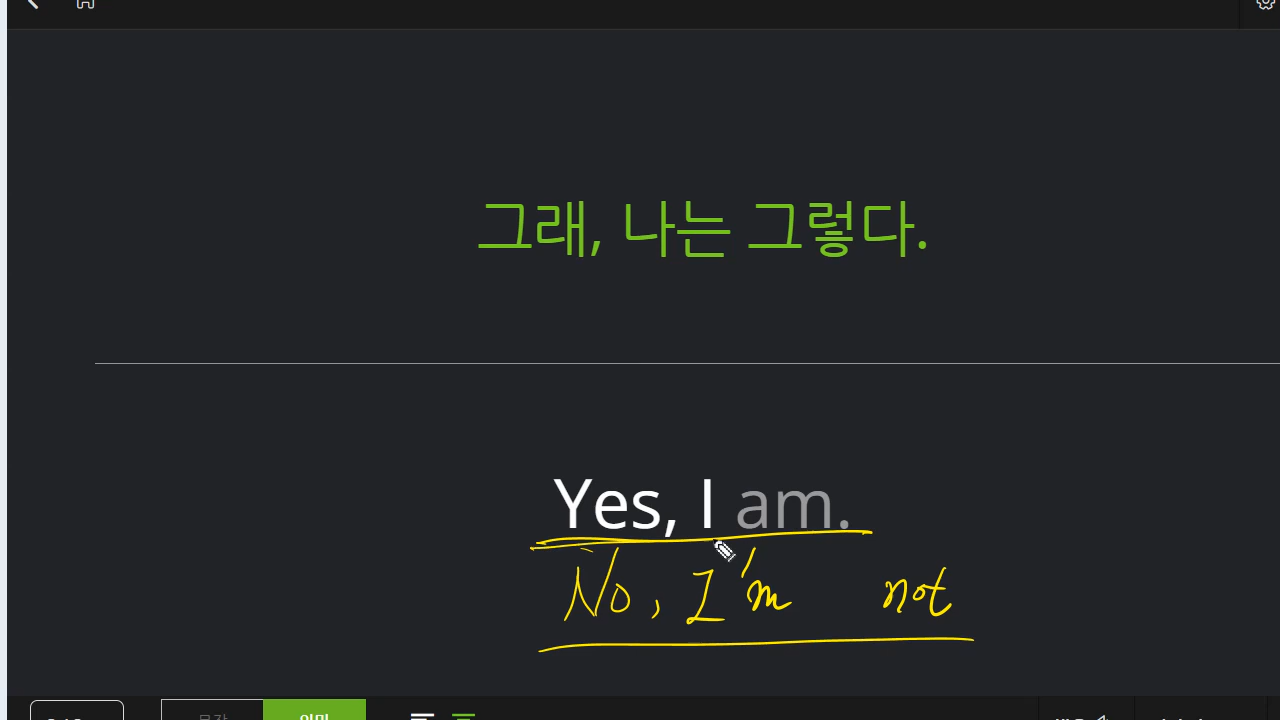 그래, 나는 그렇다.
Yes, I am.
No, I'm not